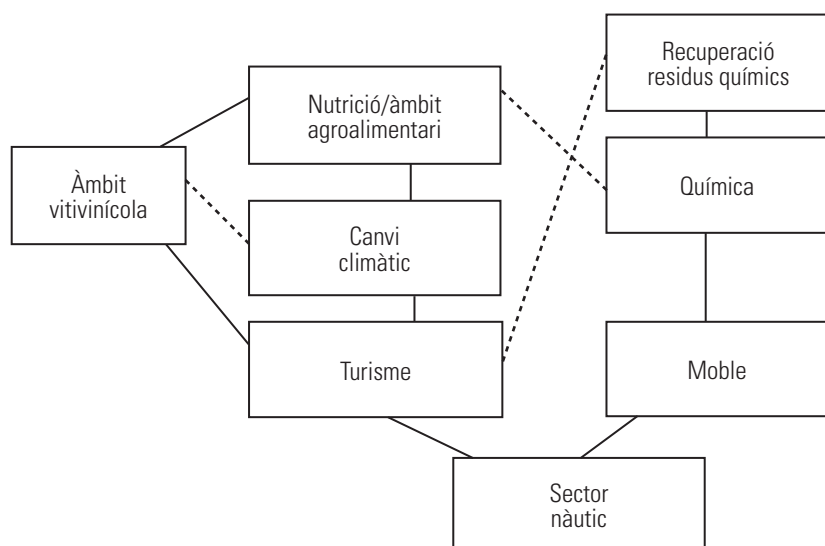 Recuperació
residus químics
Nutrició/àmbit
agroalimentari
Àmbit
vitivinícola
Química
Canvi
climàtic
Turisme
Moble
Sector
nàutic